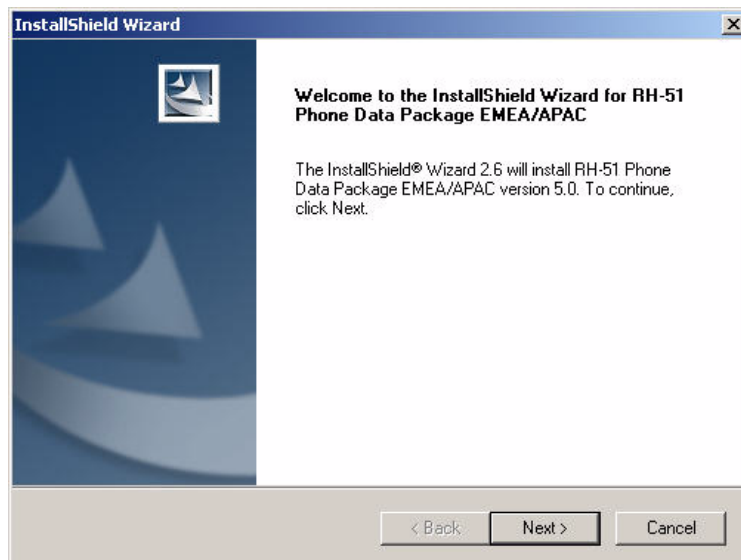 InstallShield Wizard
Welcome to the InstallShield Wizard for RH-51
Phone Data Package EMEA/APAC
The InstallShield® Wizard 2.6 will install RH-51 Phone
Data Package EMEA/APAC version 5.0. To continue,
click Next.
< Back
Next >
Cancel